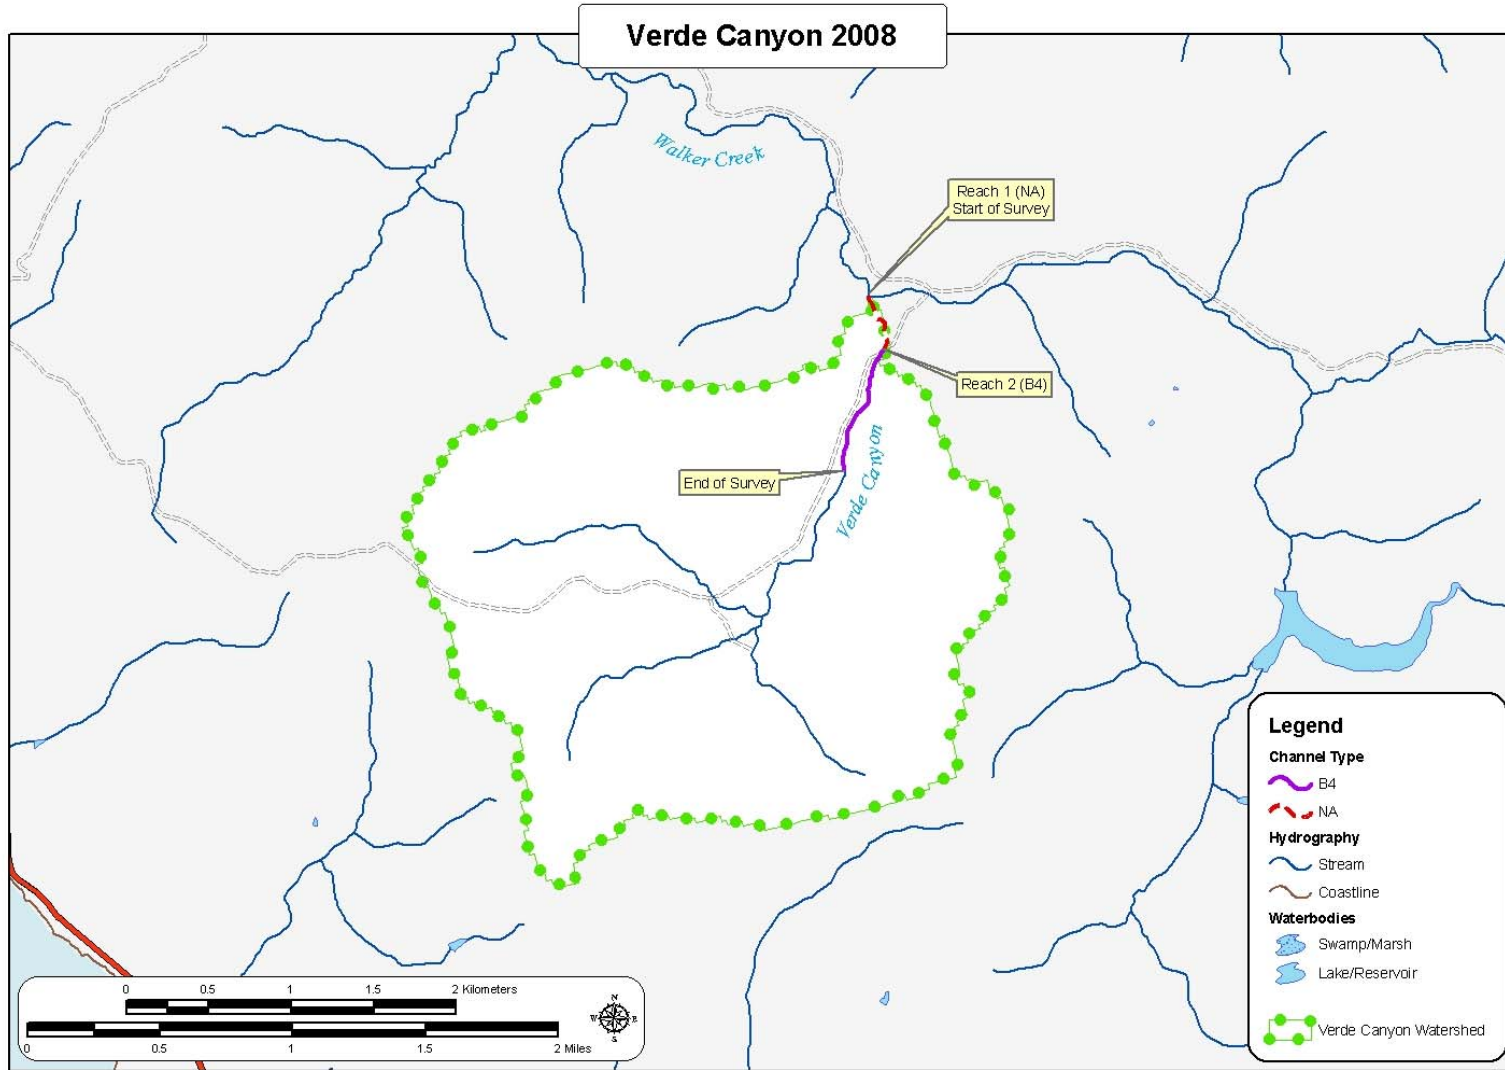 Verde Canyon 2008
Walker Creek
Reach 1 (NA)
Start of Survey
Reach 2 (B4)
End of Survey
Verde Canyon
Legend
Channel Type
B4
NA
Hydrography
Stream
Coastline
Waterbodies
Swamp/Marsh
Lake/Reservoir
Verde Canyon Watershed
0 0.5 1 1.5 2 Kilometers
N
W E
S
0 0.5 1 1.5 2 Miles